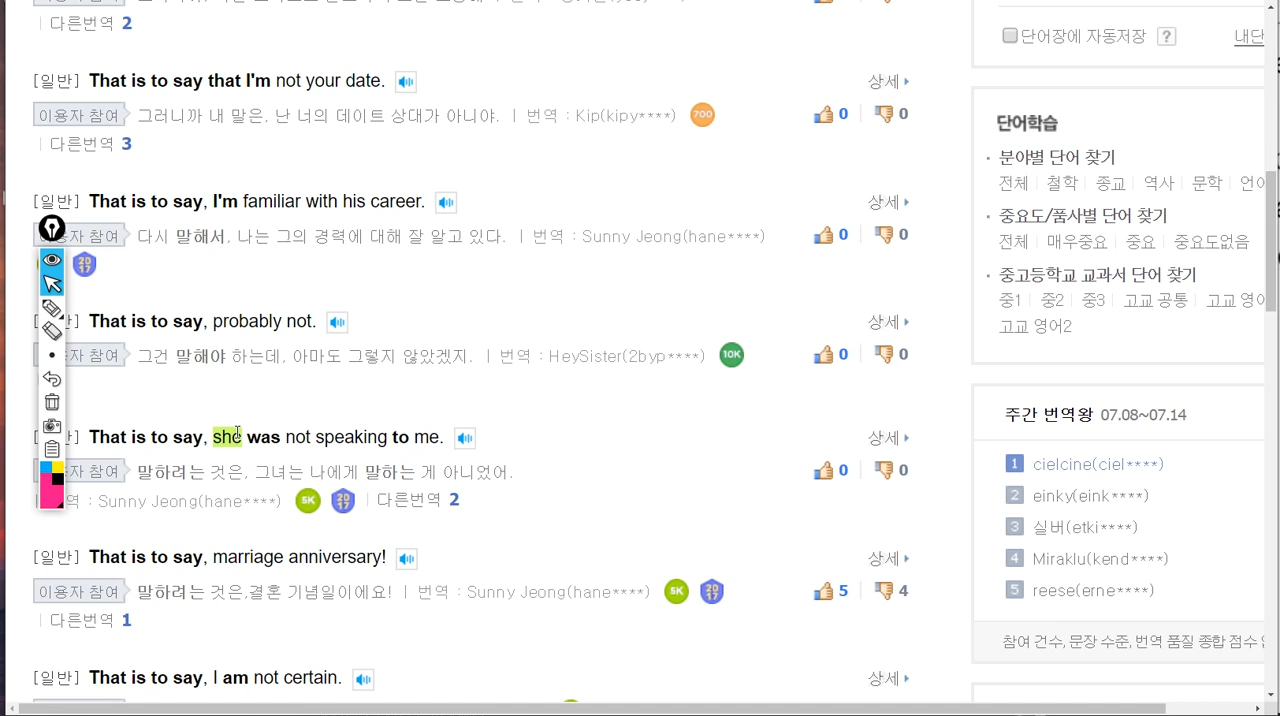 다른번역 2
[일반] That is to say that I'm not your date.
상세
이용자 참여 그러니까 내 말은, 난 너의 데이트 상대가 아니야. | 번역 : Kip(kipy****) 700
0 0
다른번역 3
[일반] That is to say, I'm familiar with his career.
상세
참여 다시 말해서, 나는 그의 경력에 대해 잘 알고 있다. | 번역 : Sunny Jeong(hane****)
0 0
2017
That is to say, probably not.
상세
참여 그건 말해야 하는데, 아마도 그렇지 않았겠지. | 번역 : HeySister(2byp****) 10K
0 0
That is to say, she was not speaking to me.
상세
참여 말하려는 것은, 그녀는 나에게 말하는 게 아니었어.
0 0
역 : Sunny Jeong(hane****) 5K 2017 다른번역 2
[일반] That is to say, marriage anniversary!
상세
이용자 참여 말하려는 것은,결혼 기념일이에요! | 번역 : Sunny Jeong(hane****) 5K 2017
5 4
다른번역 1
[일반] That is to say, I am not certain.
상세
단어장에 자동저장 ?
내단
단어학습
분야별 단어 찾기
전체 철학 종교 역사 문학 언어
중요도/품사별 단어 찾기
전체 매우중요 중요 중요도없음
중고등학교 교과서 단어 찾기
중1 중2 중3 고교 공통 고교 영어
고교 영어2
주간 번역왕 07.08~07.14
1 cielcine(ciel****)
2 einky(eink****)
3 실버(etki****)
4 Miraklu(kend****)
5 reese(erne****)
참여 건수, 문장 수준, 번역 품질 종합 점수